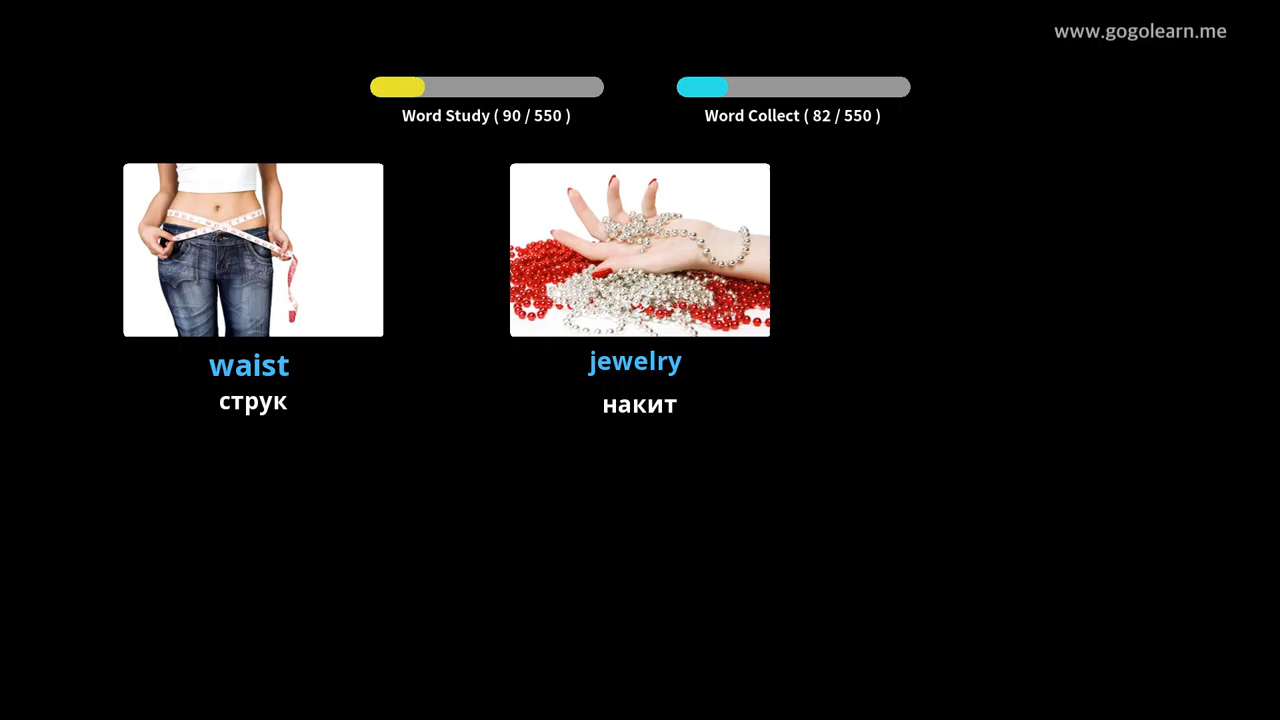 www.gogolearn.me
Word Study ( 90 / 550 )
Word Collect ( 82 / 550 )
waist
струк
jewelry
накит